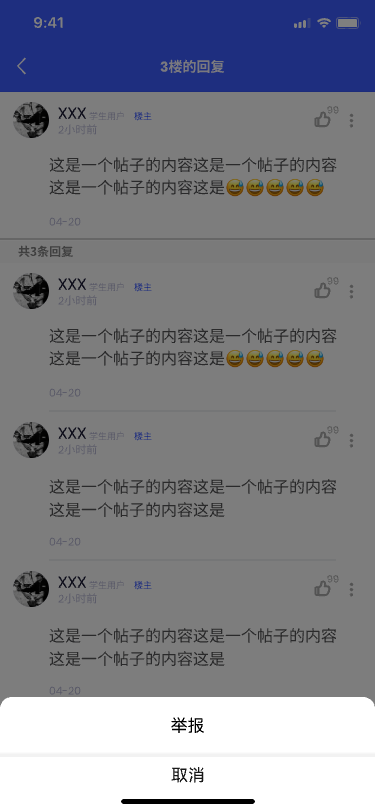 9:41
3楼的回复
XXX 学生用户 楼主
99
2小时前
这是一个帖子的内容这是一个帖子的内容
这是一个帖子的内容这是😅😅😅😅😅
04-20
共3条回复
XXX 学生用户 楼主
99
2小时前
这是一个帖子的内容这是一个帖子的内容
这是一个帖子的内容这是😅😅😅😅😅
04-20
XXX 学生用户 楼主
99
2小时前
这是一个帖子的内容这是一个帖子的内容
这是一个帖子的内容这是
04-20
XXX 学生用户 楼主
99
2小时前
这是一个帖子的内容这是一个帖子的内容
这是一个帖子的内容这是
04-20
举报
取消